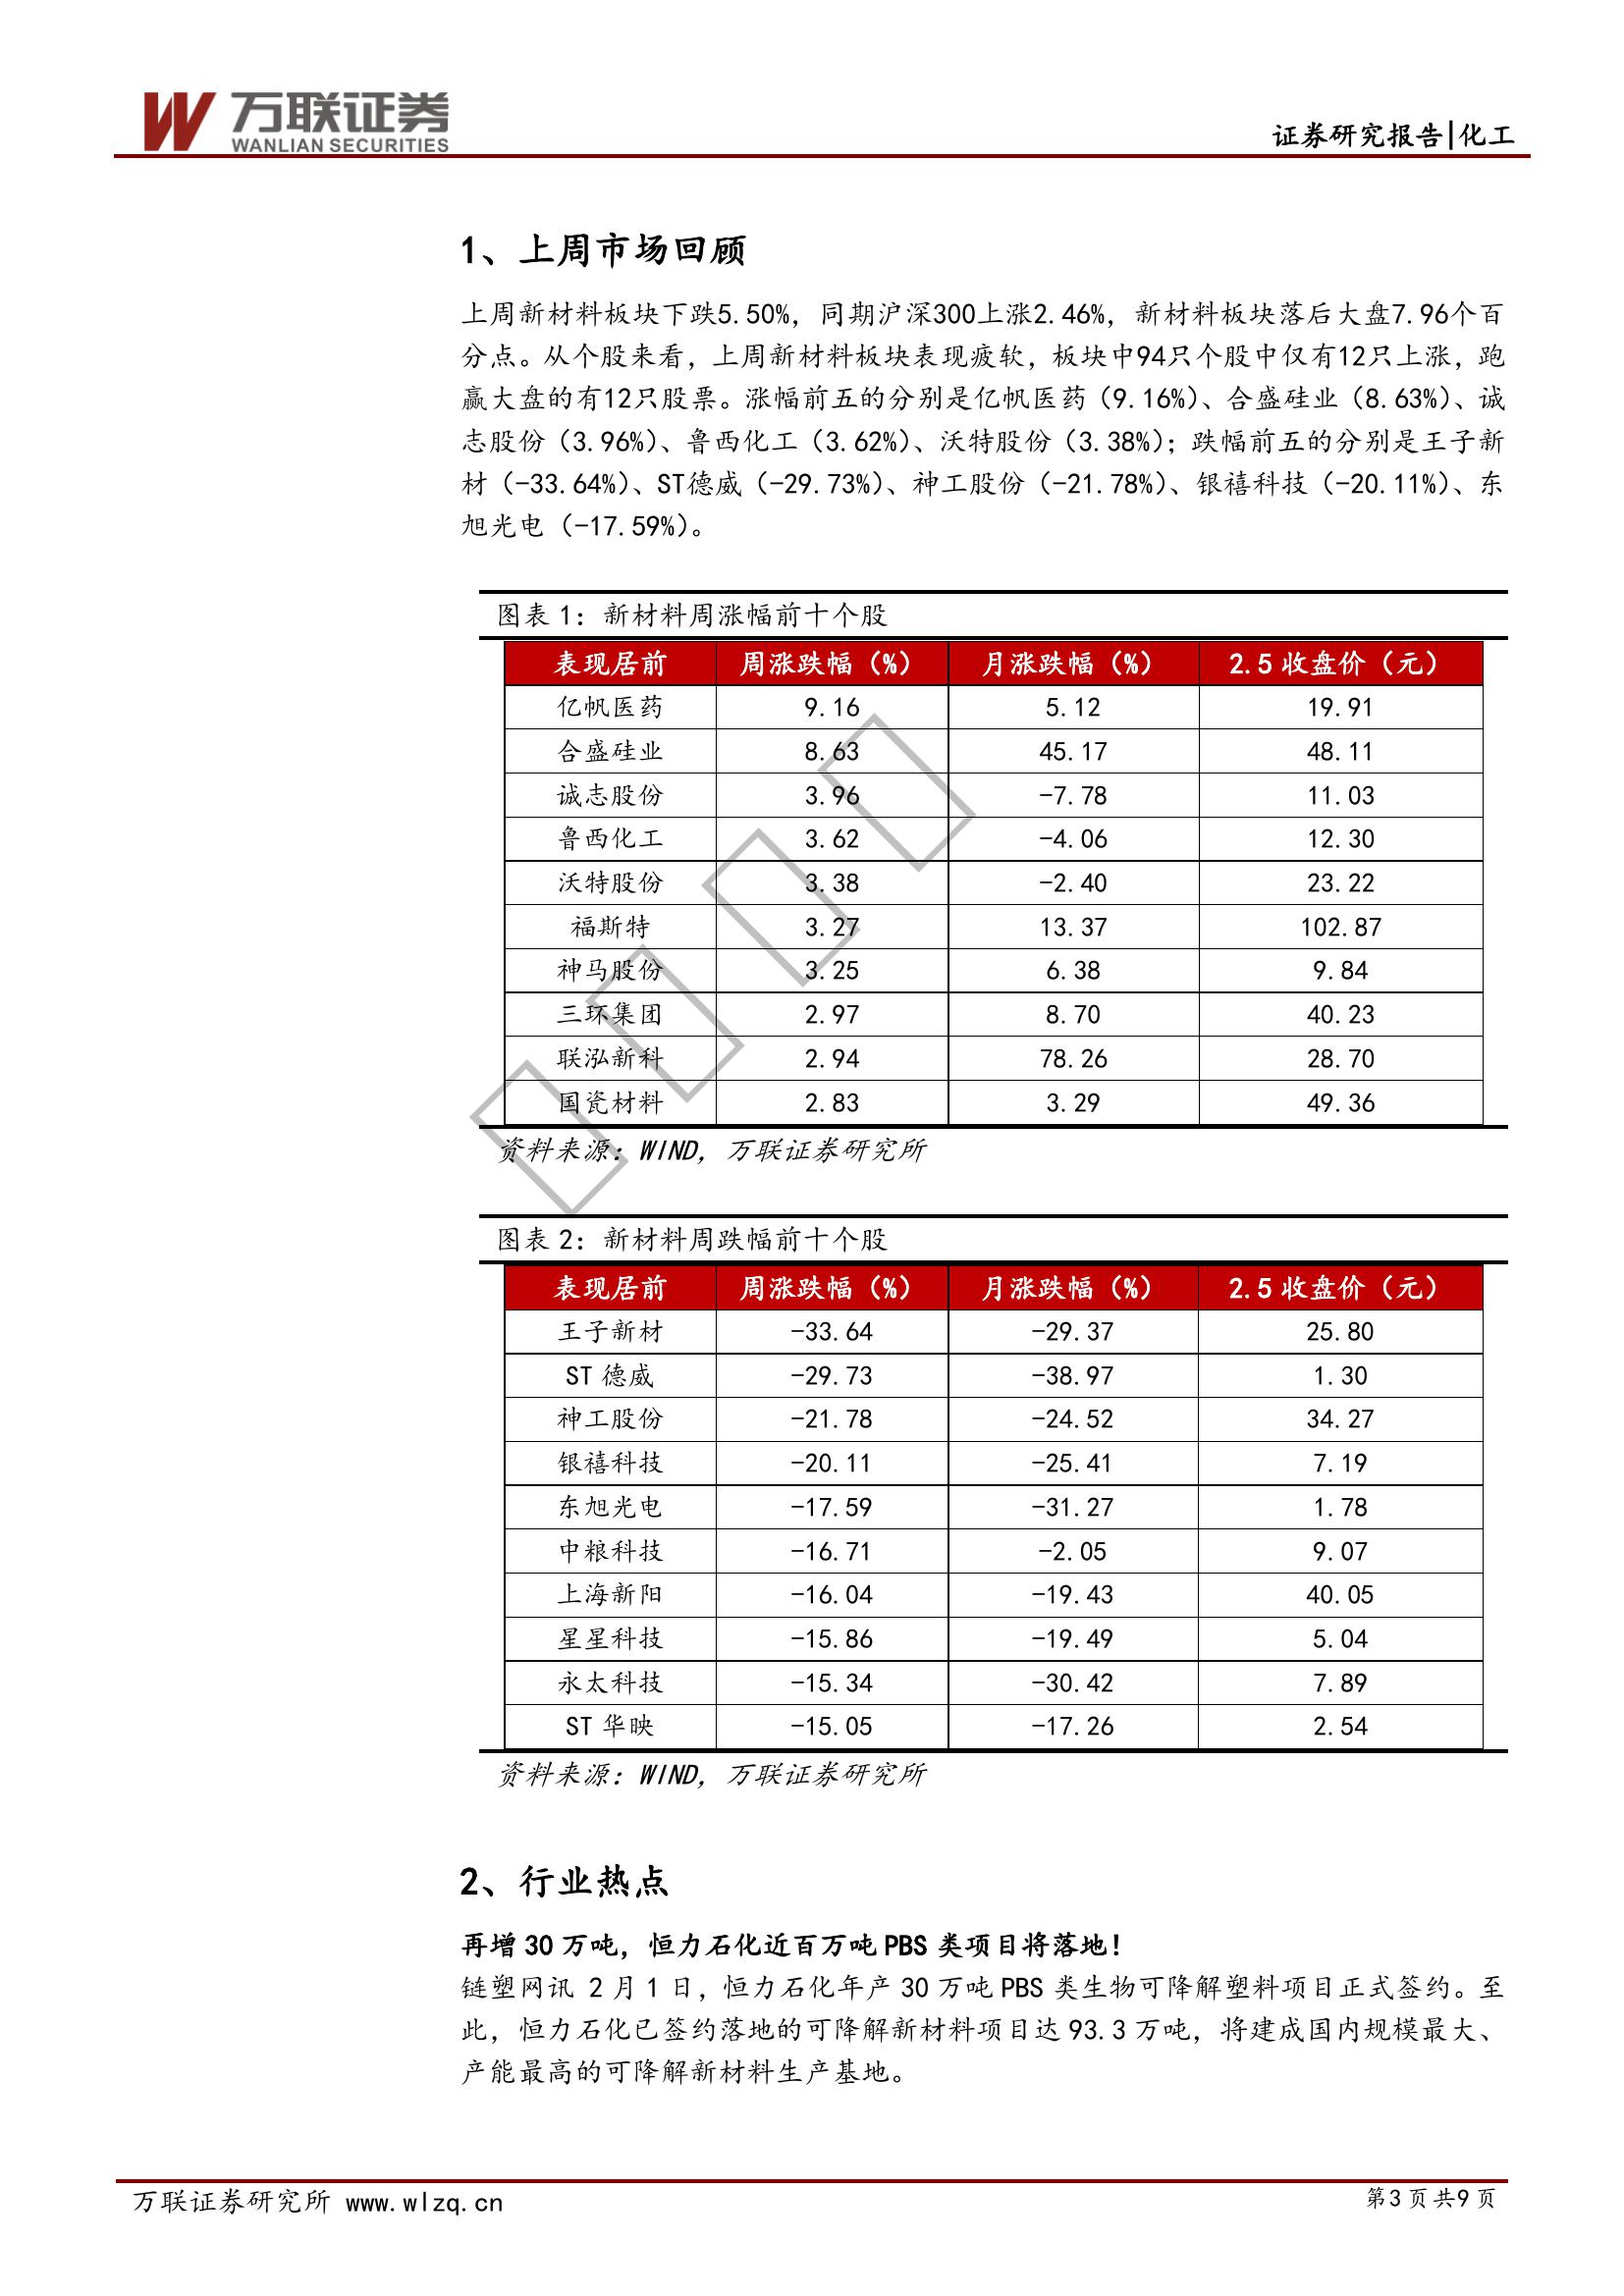 万联证券
WANLIAN SECURITIES
证券研究报告|化工
1、上周市场回顾
上周新材料板块下跌5.50%，同期沪深300上涨2.46%，新材料板块落后大盘7.96个百
分点。从个股来看，上周新材料板块表现疲软，板块中94只个股中仅有12只上涨，跑
赢大盘的有12只股票。涨幅前五的分别是亿帆医药（9.16%）、合盛硅业（8.63%）、诚
志股份（3.96%）、鲁西化工（3.62%）、沃特股份（3.38%）；跌幅前五的分别是王子新
材（-33.64%）、ST德威（-29.73%）、神工股份（-21.78%）、银禧科技（-20.11%）、东
旭光电（-17.59%）。
图表 1：新材料周涨幅前十个股
表现居前 周涨跌幅（%） 月涨跌幅（%） 2.5 收盘价（元）
亿帆医药 9.16 5.12 19.91
合盛硅业 8.63 45.17 48.11
诚志股份 3.96 -7.78 11.03
鲁西化工 3.62 -4.06 12.30
沃特股份 3.38 -2.40 23.22
福斯特 3.27 13.37 102.87
神马股份 3.25 6.38 9.84
三环集团 2.97 8.70 40.23
联泓新科 2.94 78.26 28.70
国瓷材料 2.83 3.29 49.36
资料来源：WIND，万联证券研究所
图表 2：新材料周跌幅前十个股
表现居前 周涨跌幅（%） 月涨跌幅（%） 2.5 收盘价（元）
王子新材 -33.64 -29.37 25.80
ST 德威 -29.73 -38.97 1.30
神工股份 -21.78 -24.52 34.27
银禧科技 -20.11 -25.41 7.19
东旭光电 -17.59 -31.27 1.78
中粮科技 -16.71 -2.05 9.07
上海新阳 -16.04 -19.43 40.05
星星科技 -15.86 -19.49 5.04
永太科技 -15.34 -30.42 7.89
ST 华映 -15.05 -17.26 2.54
资料来源：WIND，万联证券研究所
2、行业热点
再增 30 万吨，恒力石化近百万吨 PBS 类项目将落地！
链塑网讯 2 月 1 日，恒力石化年产 30 万吨 PBS 类生物可降解塑料项目正式签约。至
此，恒力石化已签约落地的可降解新材料项目达 93.3 万吨，将建成国内规模最大、
产能最高的可降解新材料生产基地。
万联证券研究所 www.wlzq.cn
第3 页 共9 页